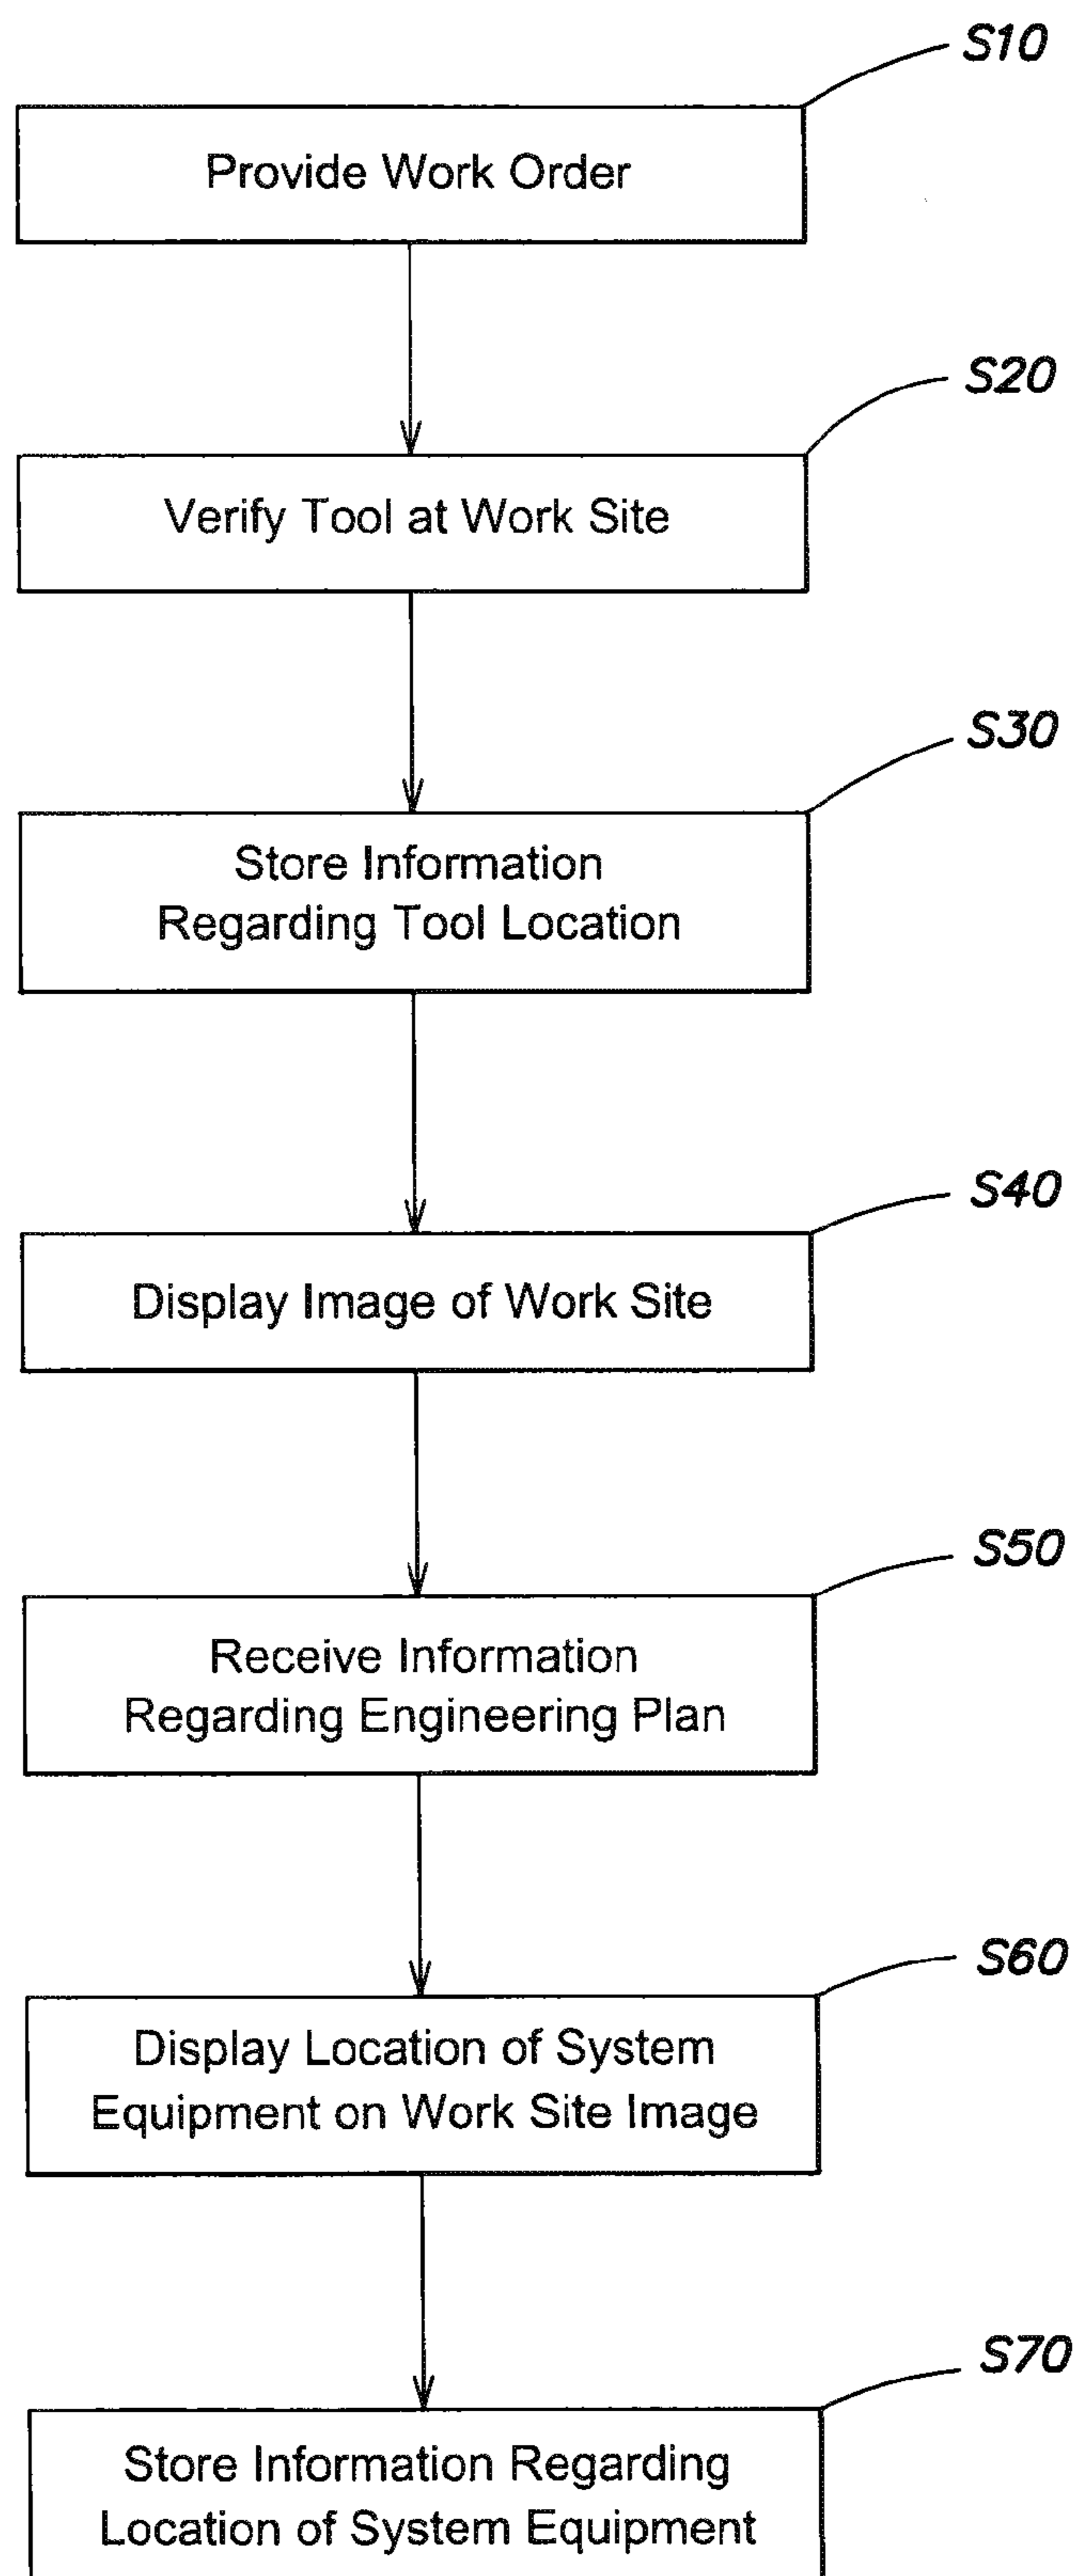 S10
Provide Work Order
S20
Verify Tool at Work Site
S30
Store Information
Regarding Tool Location
S40
Display Image of Work Site
S50
Receive Information
Regarding Engineering Plan
S60
Display Location of System
Equipment on Work Site Image
S70
Store Information Regarding
Location of System Equipment